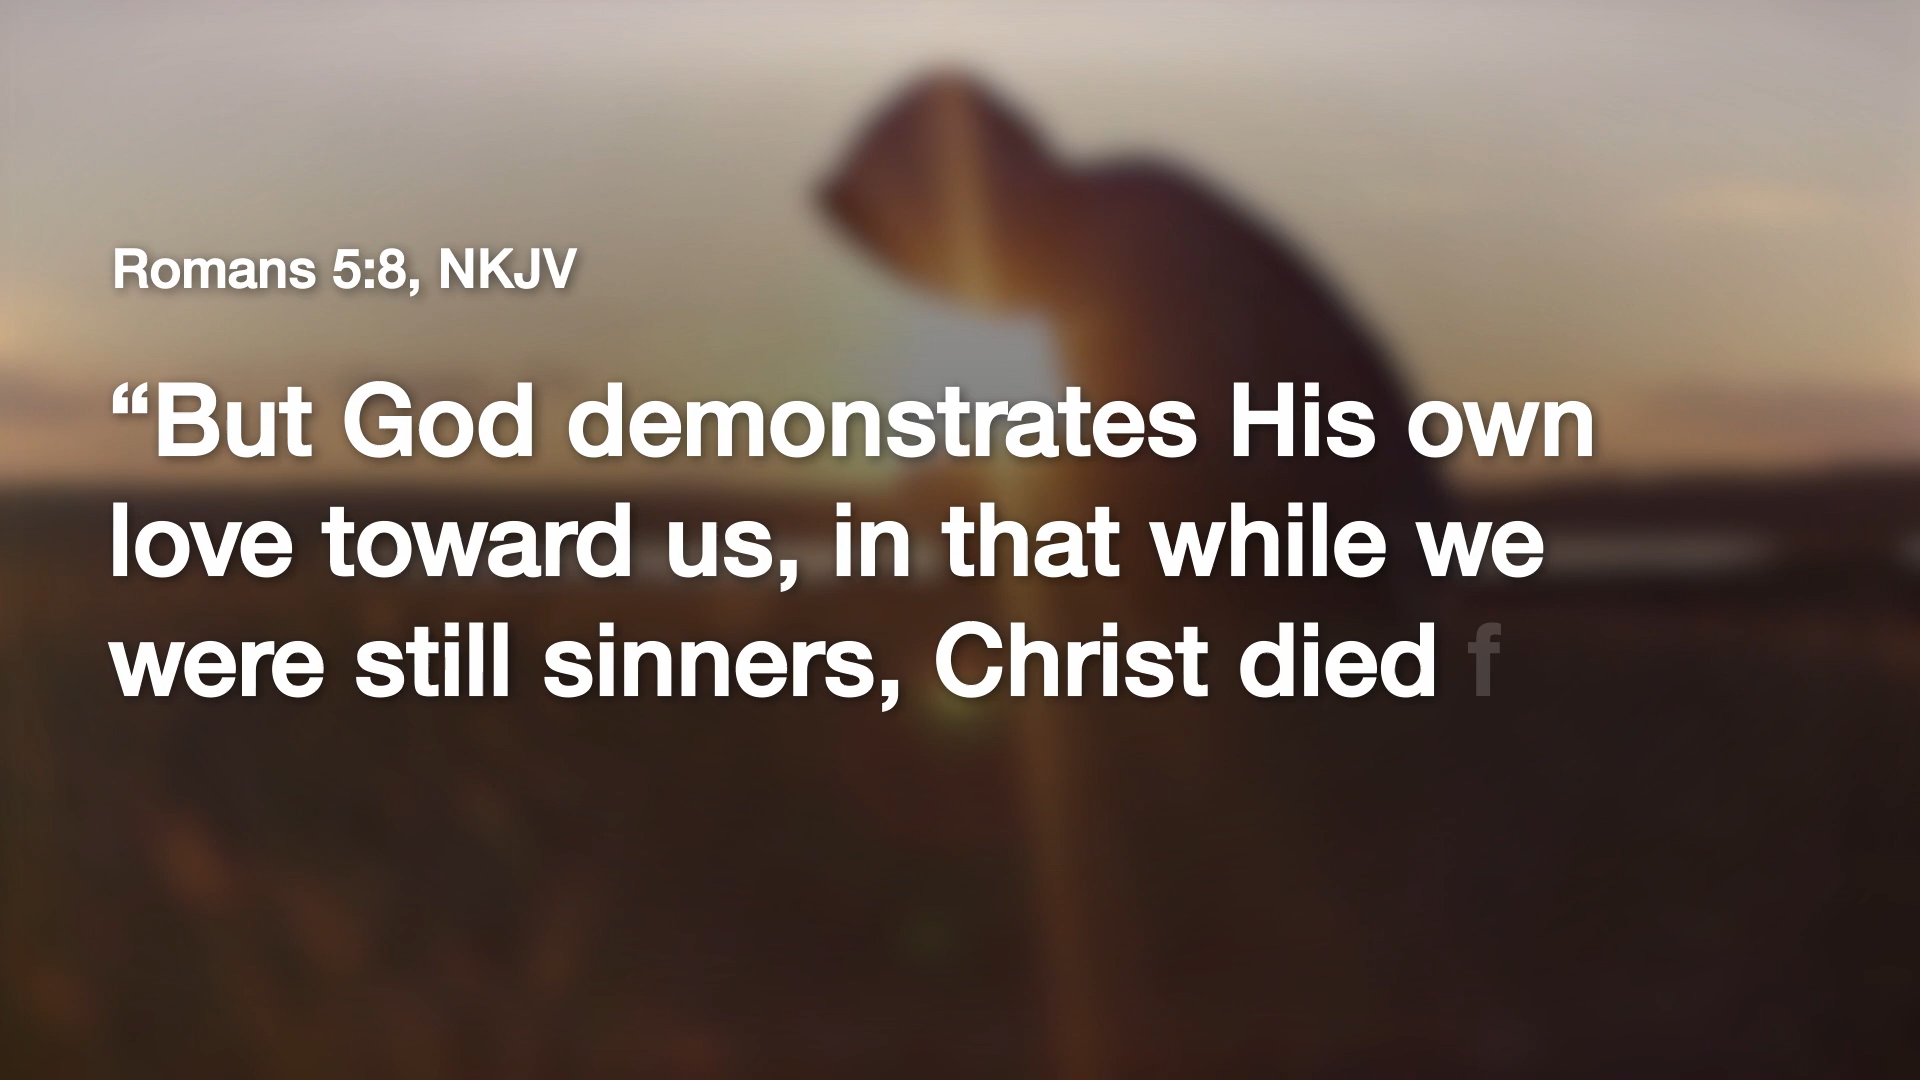 Romans 5:8, NKJV
“But God demonstrates His own
love toward us, in that while we
were still sinners, Christ died f